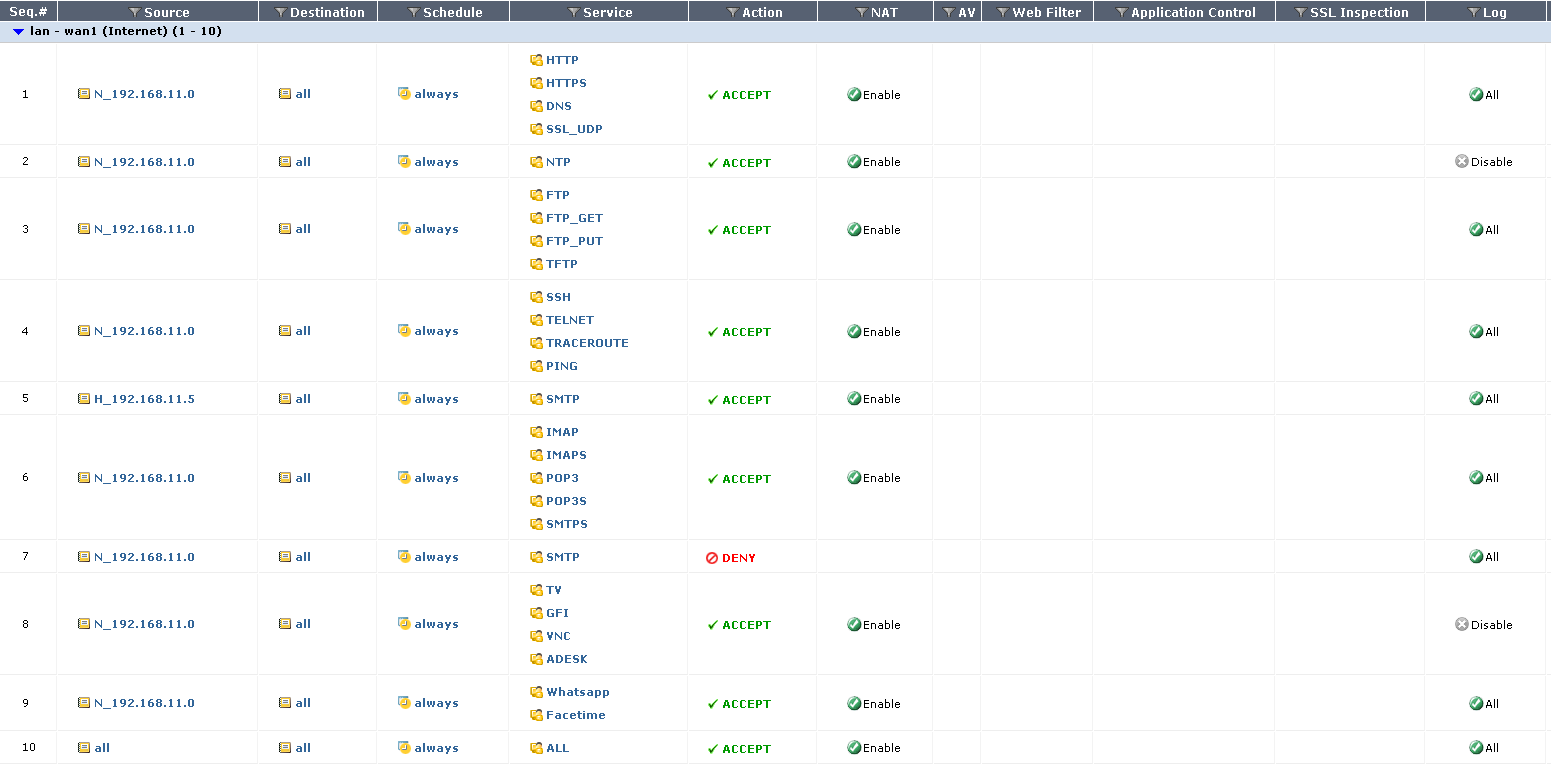 Seq.# Source Destination Schedule Service Action NAT AV Web Filter Application Control SSL Inspection Log
lan - wan1 (Internet) (1 - 10)
HTTP
HTTPS
1 N_192.168.11.0 all always ACCEPT Enable All
DNS
SSL_UDP
2 N_192.168.11.0 all always NTP ACCEPT Enable Disable
FTP
FTP_GET
3 N_192.168.11.0 all always ACCEPT Enable All
FTP_PUT
TFTP
SSH
TELNET
4 N_192.168.11.0 all always ACCEPT Enable All
TRACEROUTE
PING
5 H_192.168.11.5 all always SMTP ACCEPT Enable All
IMAP
IMAPS
6 N_192.168.11.0 all always POP3 ACCEPT Enable All
POP3S
SMTPS
7 N_192.168.11.0 all always SMTP DENY All
TV
GFI
8 N_192.168.11.0 all always ACCEPT Enable Disable
VNC
ADESK
Whatsapp
9 N_192.168.11.0 all always ACCEPT Enable All
Facetime
10 all all always ALL ACCEPT Enable All